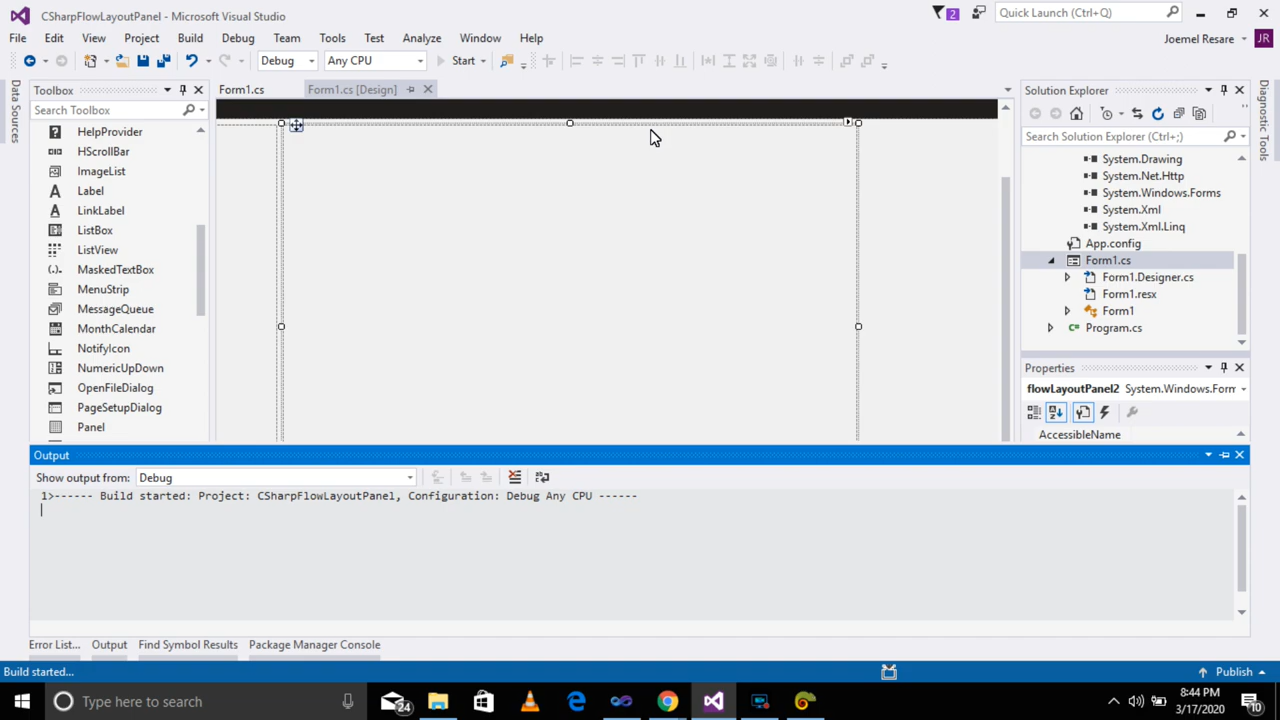 CSharpFlowLayoutPanel - Microsoft Visual Studio
2
Quick Launch (Ctrl+Q)
File Edit View Project Build Debug Team Tools Test Analyze Window Help
Joemel Resare JR
Debug Any CPU Start
Data Sources
Toolbox
Search Toolbox
HelpProvider
HScrollBar
ImageList
Label
LinkLabel
ListBox
ListView
MaskedTextBox
MenuStrip
MessageQueue
MonthCalendar
NotifyIcon
NumericUpDown
OpenFileDialog
PageSetupDialog
Panel
Form1.cs Form1.cs [Design]
Solution Explorer
Search Solution Explorer (Ctrl+;)
System.Drawing
System.Net.Http
System.Windows.Forms
System.Xml
System.Xml.Linq
App.config
Form1.cs
Form1.Designer.cs
Form1.resx
Form1
Program.cs
Properties
flowLayoutPanel2 System.Windows.Form
AccessibleName
Diagnostic Tools
Output
Show output from: Debug
1>------ Build started: Project: CSharpFlowLayoutPanel, Configuration: Debug Any CPU ------
Error List... Output Find Symbol Results Package Manager Console
Build started... Publish
Type here to search
24
8:44 PM
3/17/2020
10